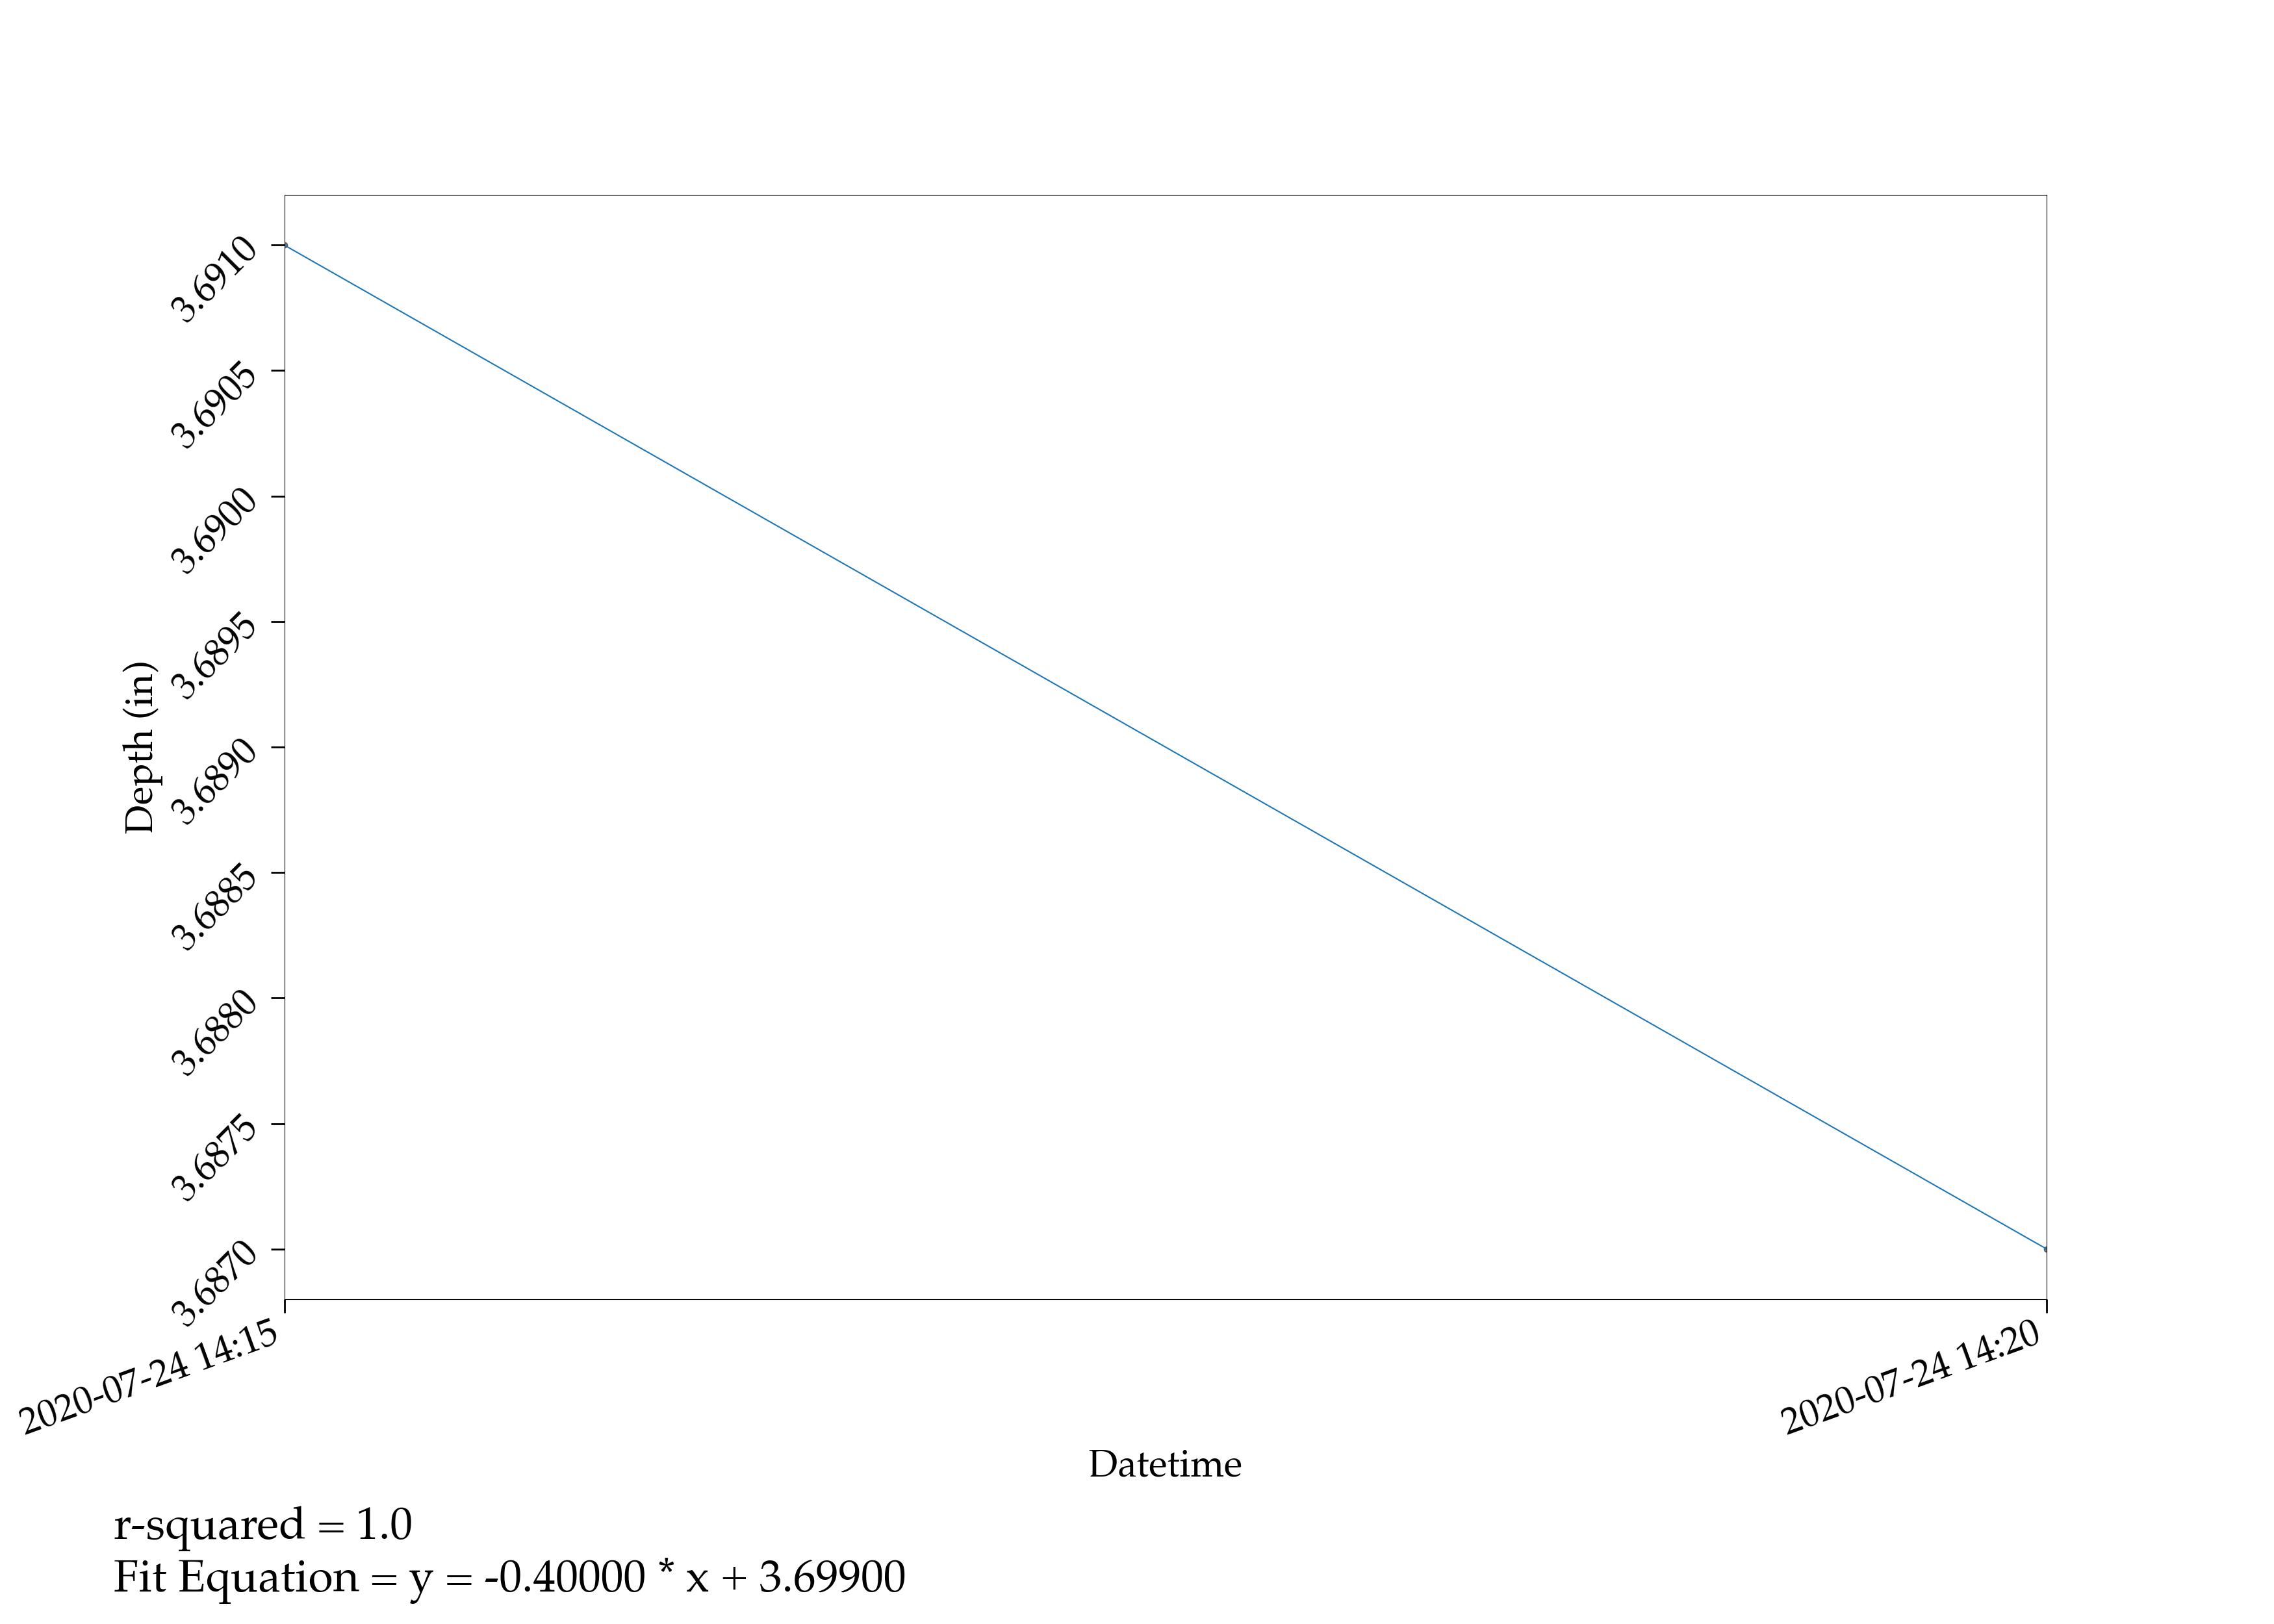 3.6910
3.6905
3.6900
3.6895
3.6890
3.6885
3.6880
3.6875
3.6870
Depth (in)
2020-07-24 14:15
2020-07-24 14:20
Datetime
r-squared = 1.0
Fit Equation = y = -0.40000 * x + 3.69900